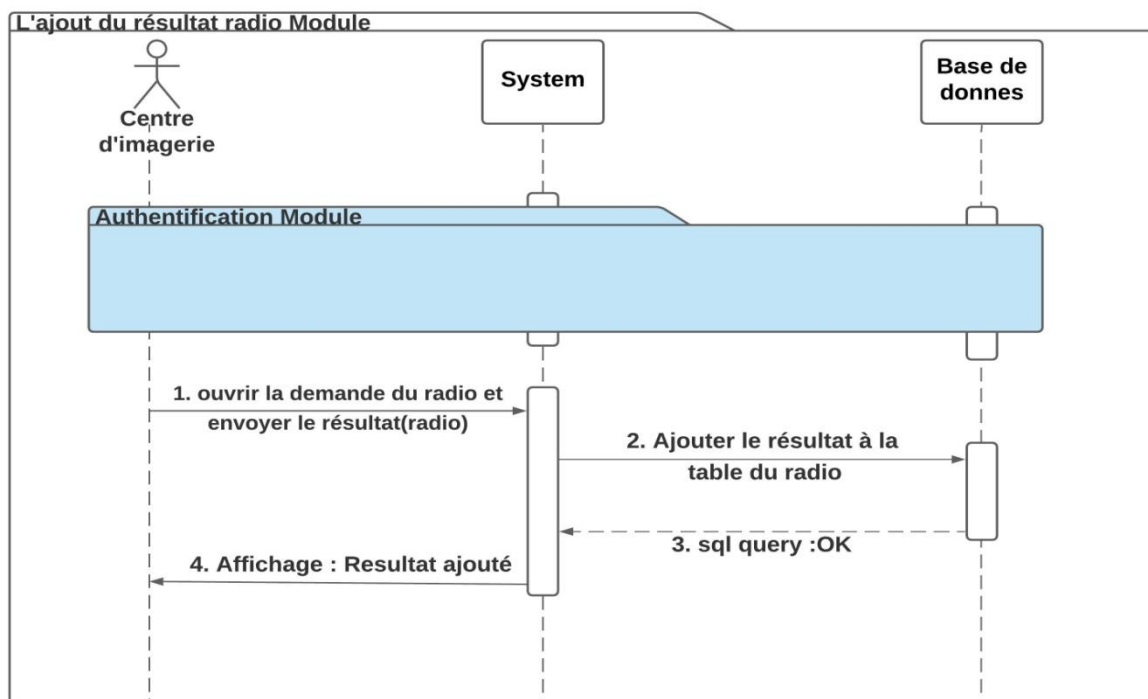 L'ajout du résultat radio Module
Centre
d'imagerie
System
Base de
donnes
Authentification Module
1. ouvrir la demande du radio et
envoyer le résultat(radio)
2. Ajouter le résultat à la
table du radio
3. sql query :OK
4. Affichage : Resultat ajouté